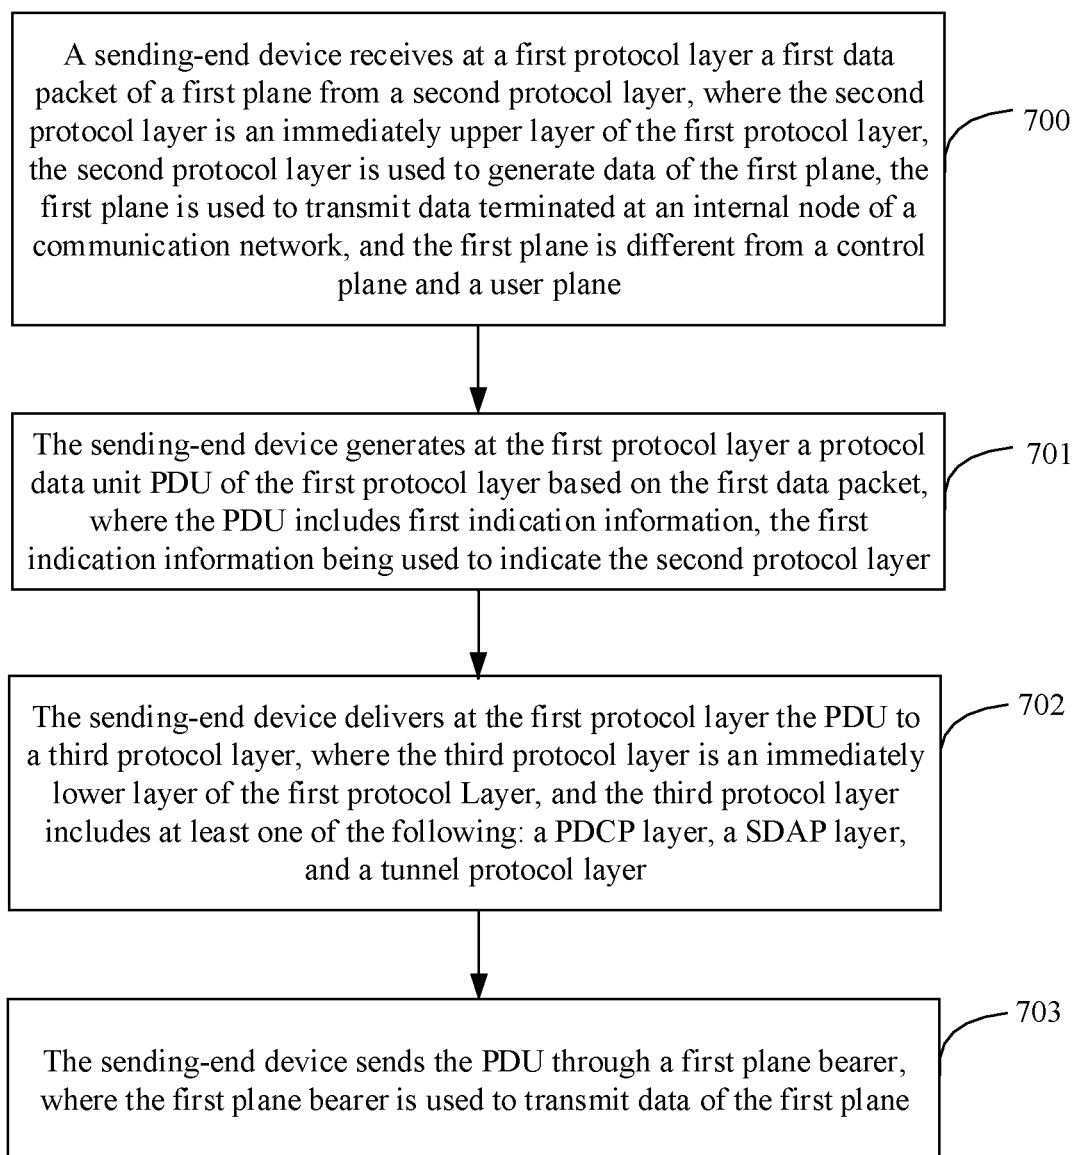 A sending-end device receives at a first protocol layer a first data
packet of a first plane from a second protocol layer, where the second
protocol layer is an immediately upper layer of the first protocol layer,
the second protocol layer is used to generate data of the first plane, the
first plane is used to transmit data terminated at an internal node of a
communication network, and the first plane is different from a control
plane and a user plane
700
The sending-end device generates at the first protocol layer a protocol
data unit PDU of the first protocol layer based on the first data packet,
where the PDU includes first indication information, the first
indication information being used to indicate the second protocol layer
701
The sending-end device delivers at the first protocol layer the PDU to
a third protocol layer, where the third protocol layer is an immediately
lower layer of the first protocol Layer, and the third protocol layer
includes at least one of the following: a PDCP layer, a SDAP layer,
and a tunnel protocol layer
702
The sending-end device sends the PDU through a first plane bearer,
where the first plane bearer is used to transmit data of the first plane
703